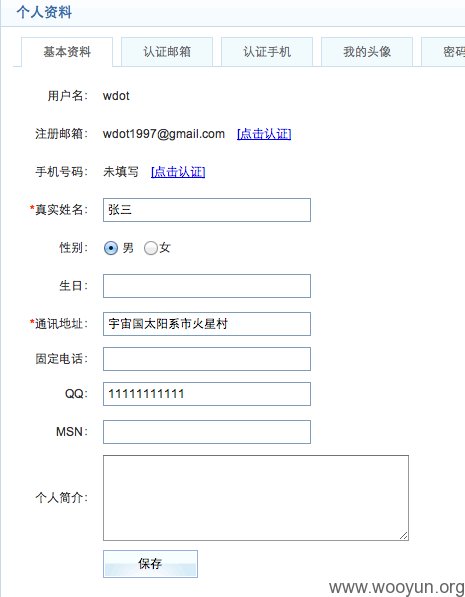 个人资料
基本资料 认证邮箱 认证手机 我的头像 密码
用户名: wdot
注册邮箱: wdot1997@gmail.com [点击认证]
手机号码: 未填写 [点击认证]
*真实姓名: 张三
性别: 男 女
生日:
*通讯地址: 宇宙国太阳系市火星村
固定电话:
QQ: 11111111111
MSN:
个人简介:
保存
www.wooyun.org